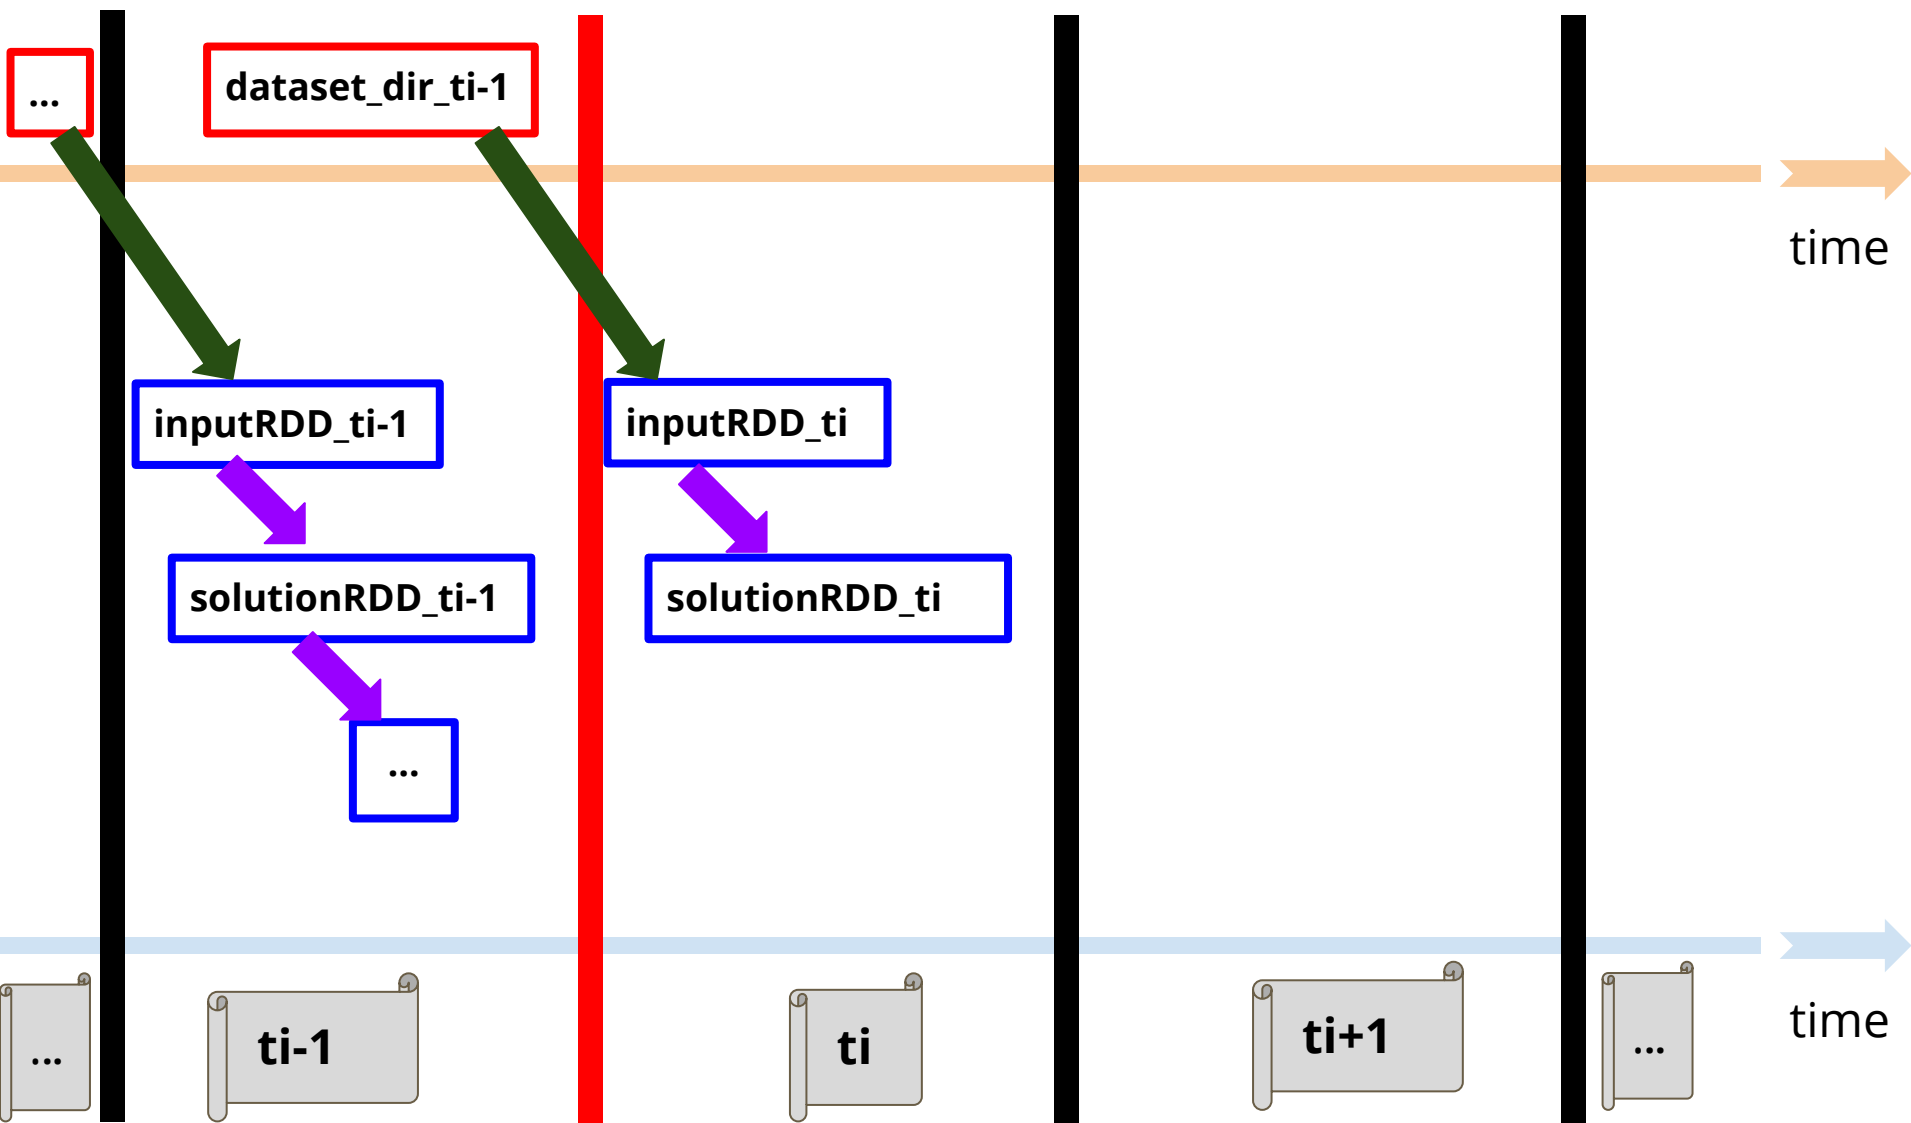 ...
dataset_dir_ti-1
time
inputRDD_ti-1
inputRDD_ti
solutionRDD_ti-1
solutionRDD_ti
...
...
ti-1
ti
ti+1
...
time